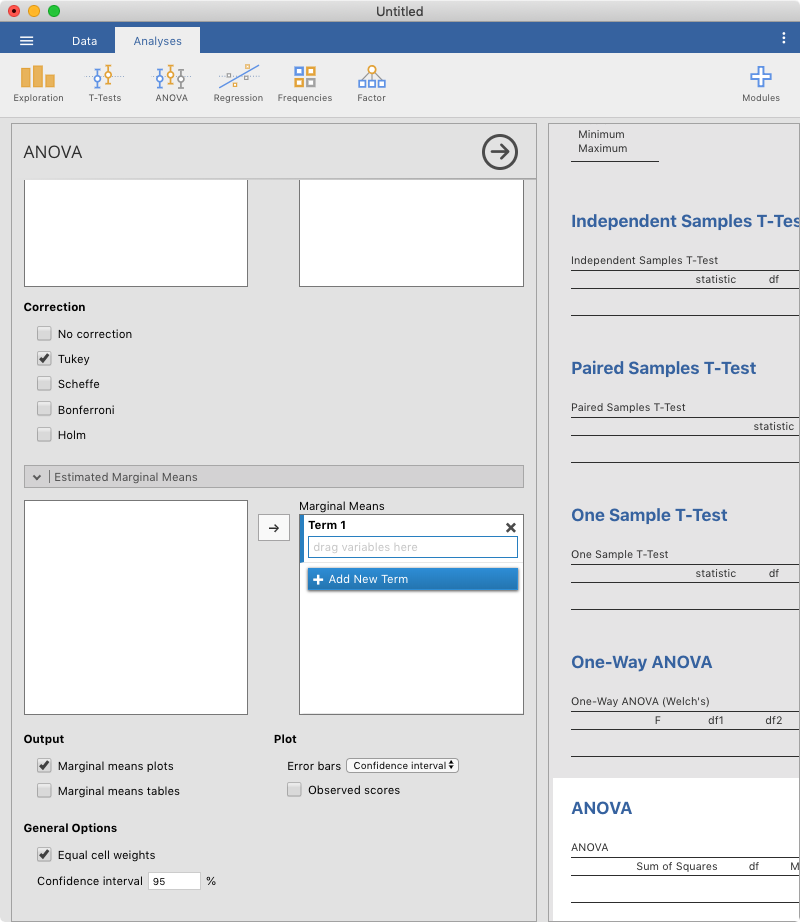 Untitled
Data
Analyses
Exploration
T-Tests
ANOVA
Regression
Frequencies
Factor
Modules
ANOVA
Correction
No correction
Tukey
Scheffe
Bonferroni
Holm
Estimated Marginal Means
Marginal Means
Term 1
drag variables here
Add New Term
Output
Marginal means plots
Marginal means tables
Plot
Error bars Confidence interval
Observed scores
General Options
Equal cell weights
Confidence interval 95 %
Minimum
Maximum
Independent Samples T-Tes
Independent Samples T-Test
statistic df
Paired Samples T-Test
Paired Samples T-Test
statistic
One Sample T-Test
One Sample T-Test
statistic df
One-Way ANOVA
One-Way ANOVA (Welch's)
F df1 df2
ANOVA
ANOVA
Sum of Squares df M